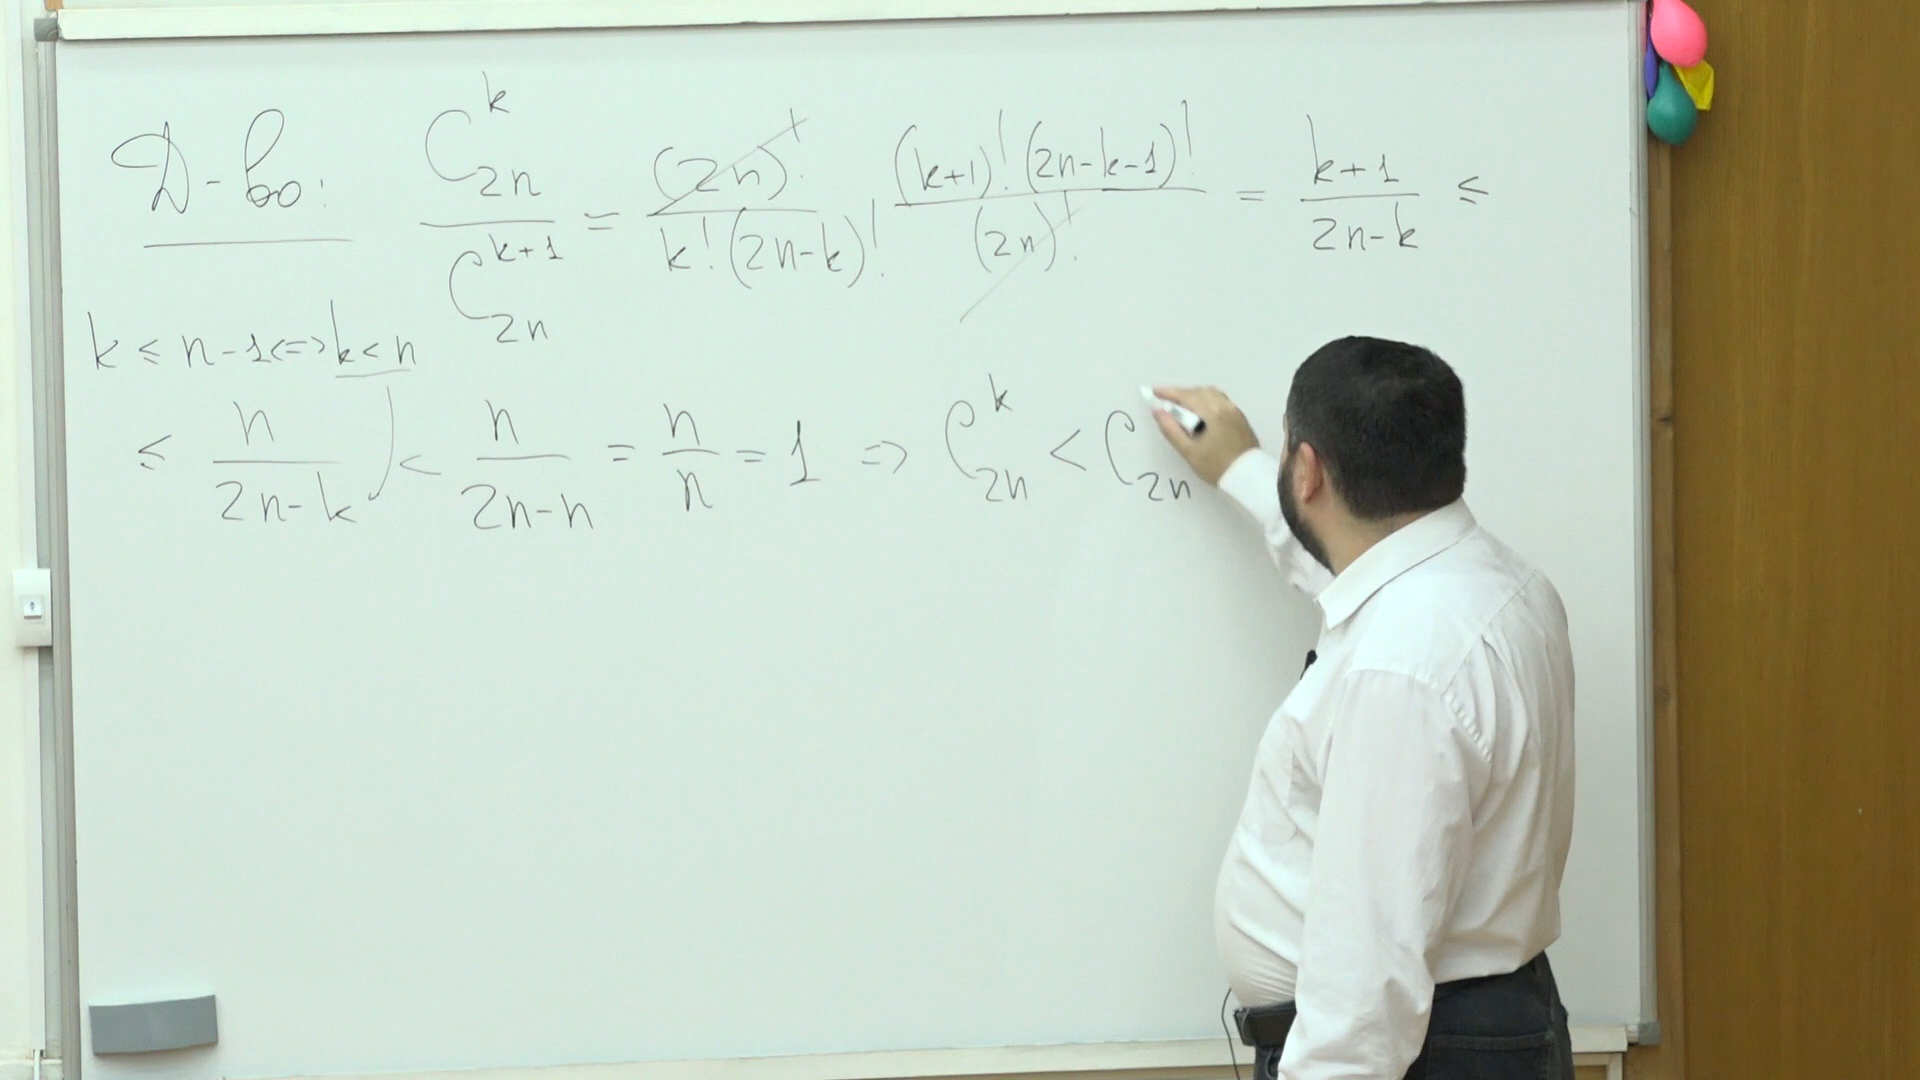 Д-во: C_{2n}^{k} / C_{2n}^{k+1} = (2n)! / k!(2n-k)! (k+1)!(2n-k-1)! / (2n)! = k+1 / 2n-k ≤
k ≤ n-1 <=> k < n
≤ n / 2n-k < n / 2n-n = n / n = 1 => C_{2n}^{k} < C_{2n}